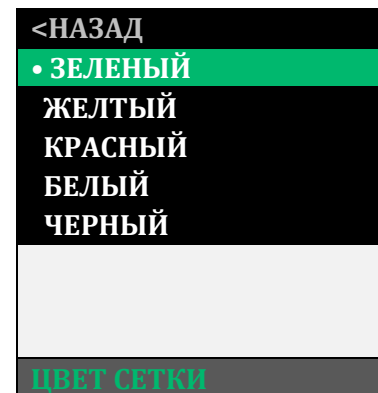 <НАЗАД
• ЗЕЛЕНЫЙ
ЖЕЛТЫЙ
КРАСНЫЙ
БЕЛЫЙ
ЧЕРНЫЙ
ЦВЕТ СЕТКИ